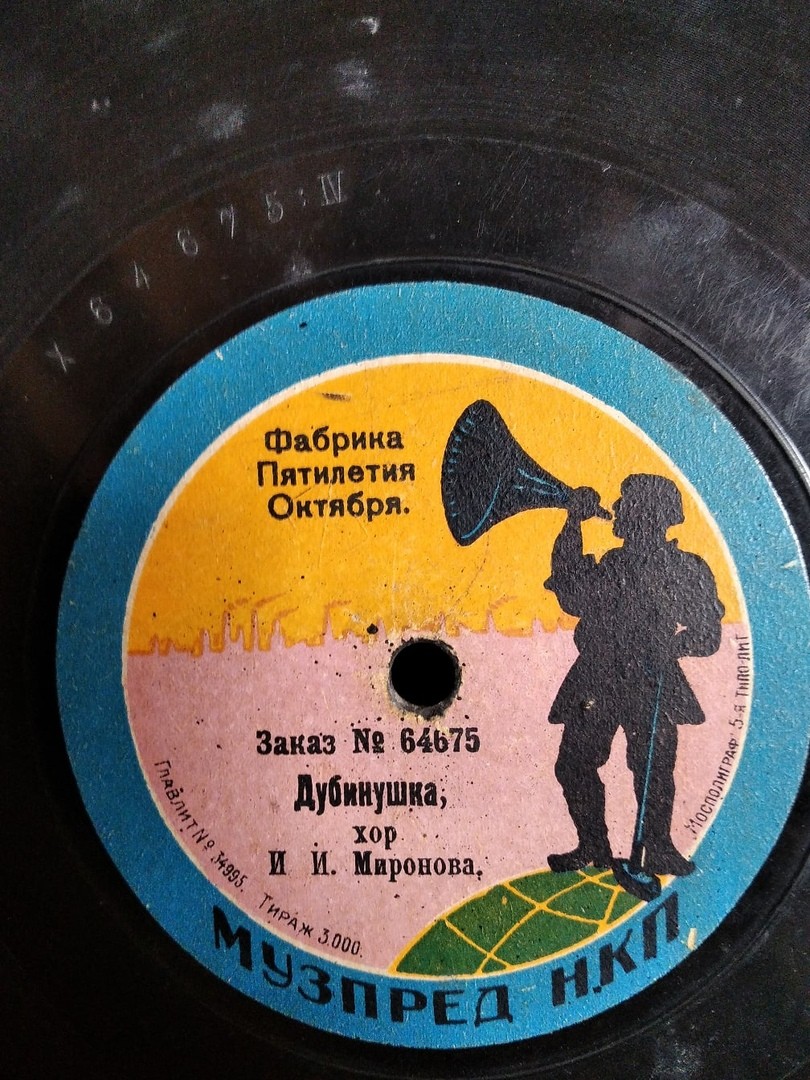 X 64675:IV
Фабрика
Пятилетия
Октября.
Заказ № 64675
Дубинушка,
хор
И И. Миронова.
Главлит № 34995. Тираж 3.000.
Мосполиграф 5-я Типо-лит
МУЗПРЕД Н.К.П